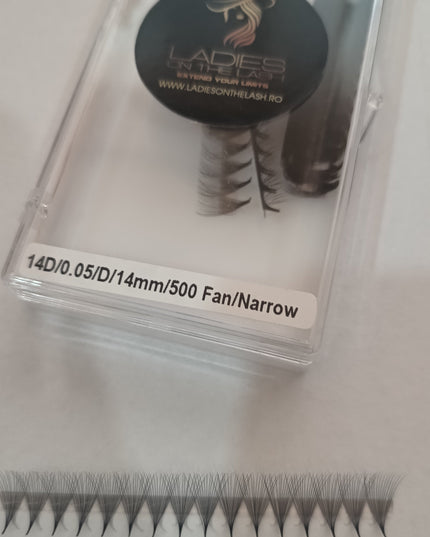 LADIES
ON THE LASH
EXTEND YOUR LIMITS
WWW.LADIESONTHELASH.RO
14D/0.05/D/14mm/500 Fan/Narrow